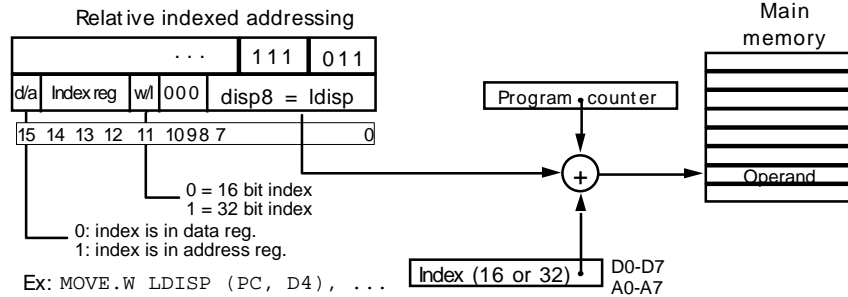 Relative indexed addressing
Main
memory
... 111 011
d/a Index reg w/l 000 disp8 = ldisp
15 14 13 12 11 10 9 8 7 0
Program counter
+
Operand
0 = 16 bit index
1 = 32 bit index
0: index is in data reg.
1: index is in address reg.
Index (16 or 32) D0-D7
A0-A7
Ex: MOVE.W LDISP (PC, D4), ...